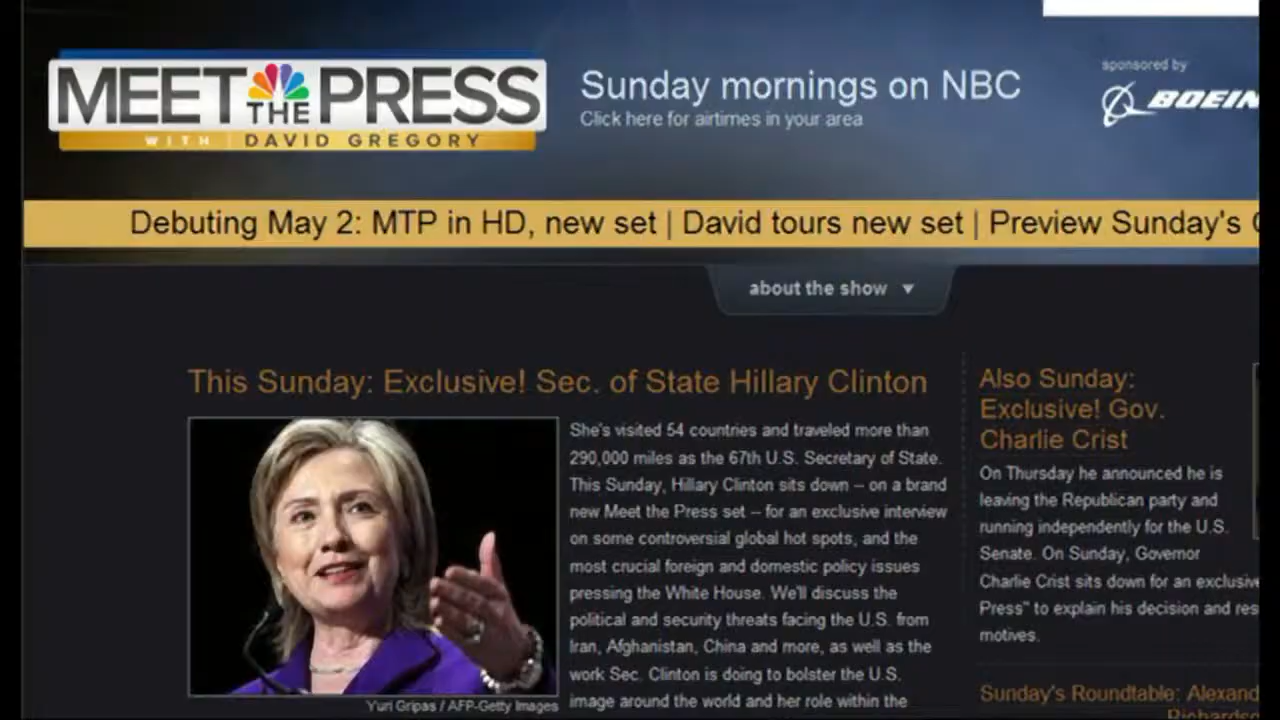 MEET THE PRESS
WITH DAVID GREGORY
Sunday mornings on NBC
Click here for airtimes in your area
sponsored by
Debuting May 2: MTP in HD, new set | David tours new set | Preview Sunday's
about the show
This Sunday: Exclusive! Sec. of State Hillary Clinton
She's visited 54 countries and traveled more than
290,000 miles as the 67th U.S. Secretary of State.
This Sunday, Hillary Clinton sits down -- on a brand
new Meet the Press set -- for an exclusive interview
on some controversial global hot spots, and the
most crucial foreign and domestic policy issues
pressing the White House. We'll discuss the
political and security threats facing the U.S. from
Iran, Afghanistan, China and more, as well as the
work Sec. Clinton is doing to bolster the U.S.
image around the world and her role within the
Yuri Gripas / AFP-Getty Images
Also Sunday:
Exclusive! Gov.
Charlie Crist
On Thursday he announced he is
leaving the Republican party and
running independently for the U.S.
Senate. On Sunday, Governor
Charlie Crist sits down for an exclusive
Press" to explain his decision and
motives.
Sunday's Roundtable: